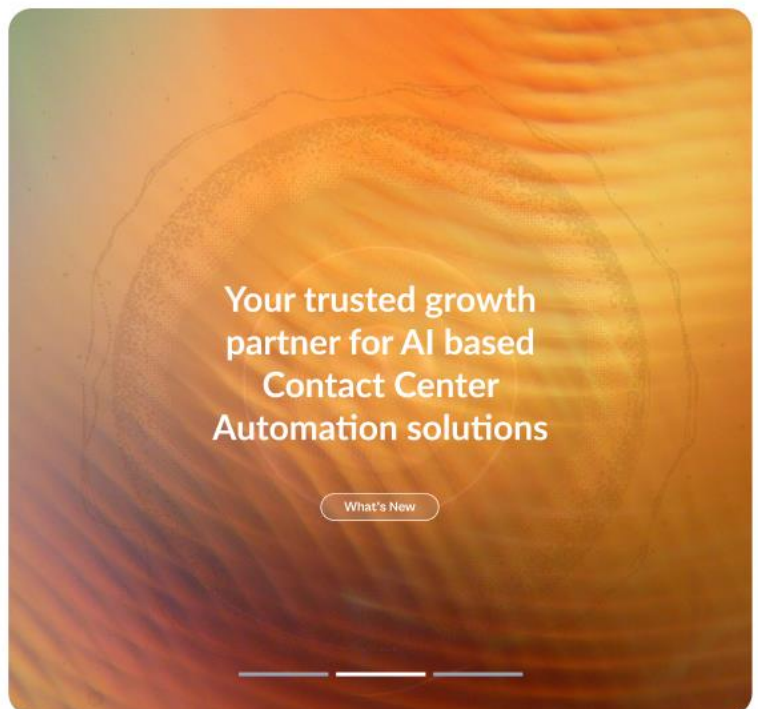 Your trusted growth
partner for AI based
Contact Center
Automation solutions
What's New